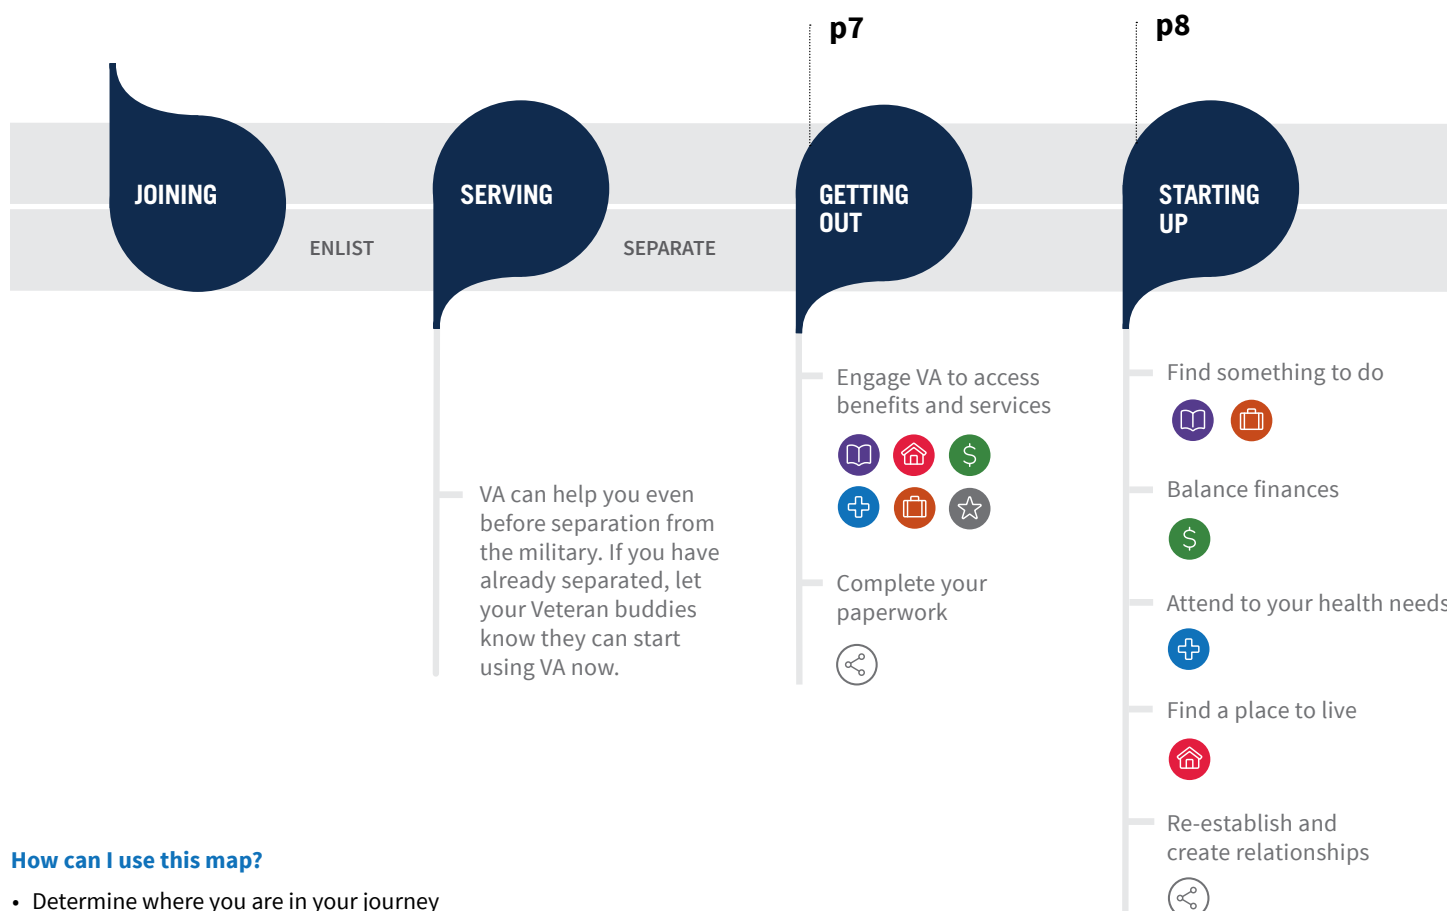 p7
p8
JOINING
ENLIST
SERVING
SEPARATE
GETTING
OUT
STARTING
UP
VA can help you even
before separation from
the military. If you have
already separated, let
your Veteran buddies
know they can start
using VA now.
Engage VA to access
benefits and services
Complete your
paperwork
Find something to do
Balance finances
Attend to your health needs
Find a place to live
Re-establish and
create relationships
How can I use this map?
• Determine where you are in your journey